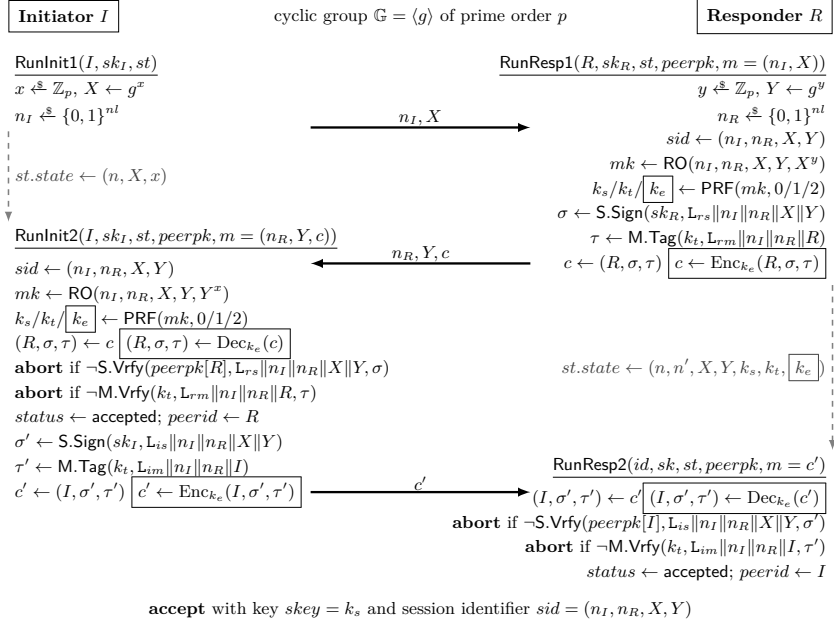 Initiator I
cyclic group 𝔾 = ⟨g⟩ of prime order p
Responder R
RunInit1(I, sk_I, st)
x ←$ ℤ_p, X ← g^x
n_I ←$ {0,1}^{nl}
st.state ← (n, X, x)
n_I, X
RunResp1(R, sk_R, st, peerpk, m = (n_I, X))
y ←$ ℤ_p, Y ← g^y
n_R ←$ {0,1}^{nl}
sid ← (n_I, n_R, X, Y)
mk ← RO(n_I, n_R, X, Y, X^y)
k_s/k_t/ k_e ← PRF(mk, 0/1/2)
σ ← S.Sign(sk_R, L_rs‖n_I‖n_R‖X‖Y)
τ ← M.Tag(k_t, L_rm‖n_I‖n_R‖R)
c ← (R, σ, τ) c ← Enc_{k_e}(R, σ, τ)
n_R, Y, c
RunInit2(I, sk_I, st, peerpk, m = (n_R, Y, c))
sid ← (n_I, n_R, X, Y)
mk ← RO(n_I, n_R, X, Y, Y^x)
k_s/k_t/ k_e ← PRF(mk, 0/1/2)
(R, σ, τ) ← c (R, σ, τ) ← Dec_{k_e}(c)
abort if ¬S.Vrfy(peerpk[R], L_rs‖n_I‖n_R‖X‖Y, σ)
abort if ¬M.Vrfy(k_t, L_rm‖n_I‖n_R‖R, τ)
status ← accepted; peerid ← R
σ′ ← S.Sign(sk_I, L_is‖n_I‖n_R‖X‖Y)
τ′ ← M.Tag(k_t, L_im‖n_I‖n_R‖I)
c′ ← (I, σ′, τ′) c′ ← Enc_{k_e}(I, σ′, τ′)
st.state ← (n, n′, X, Y, k_s, k_t, k_e)
c′
RunResp2(id, sk, st, peerpk, m = c′)
(I, σ′, τ′) ← c′ (I, σ′, τ′) ← Dec_{k_e}(c′)
abort if ¬S.Vrfy(peerpk[I], L_is‖n_I‖n_R‖X‖Y, σ′)
abort if ¬M.Vrfy(k_t, L_im‖n_I‖n_R‖I, τ′)
status ← accepted; peerid ← I
accept with key skey = k_s and session identifier sid = (n_I, n_R, X, Y)